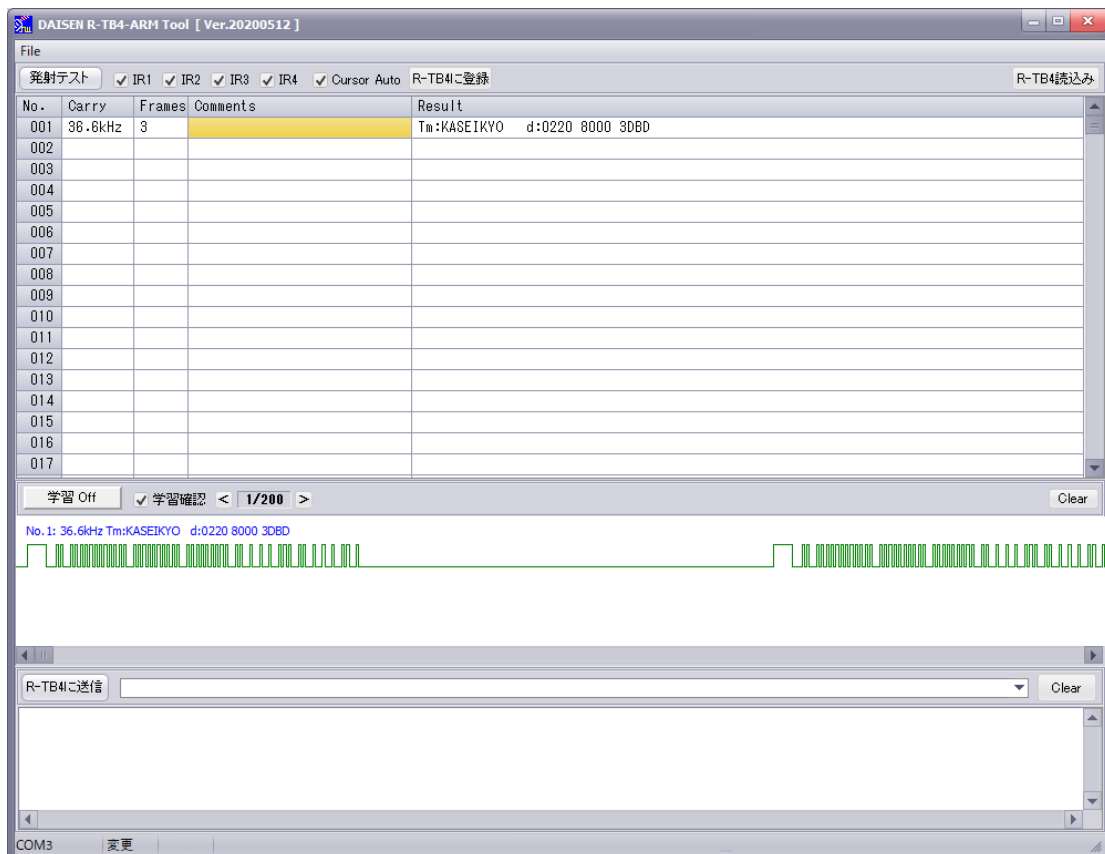 DAISEN R-TB4-ARM Tool [ Ver.20200512 ]
File
発射テスト IR1 IR2 IR3 IR4 Cursor Auto R-TB4に登録 R-TB4読込み
No. Carry Frames Comments Result
001 36.6kHz 3 Tm:KASEIKYO d:0220 8000 3DBD
002
003
004
005
006
007
008
009
010
011
012
013
014
015
016
017
学習 Off 学習確認 < 1/200 > Clear
No.1: 36.6kHz Tm:KASEIKYO d:0220 8000 3DBD
R-TB4に送信 Clear
COM3 変更